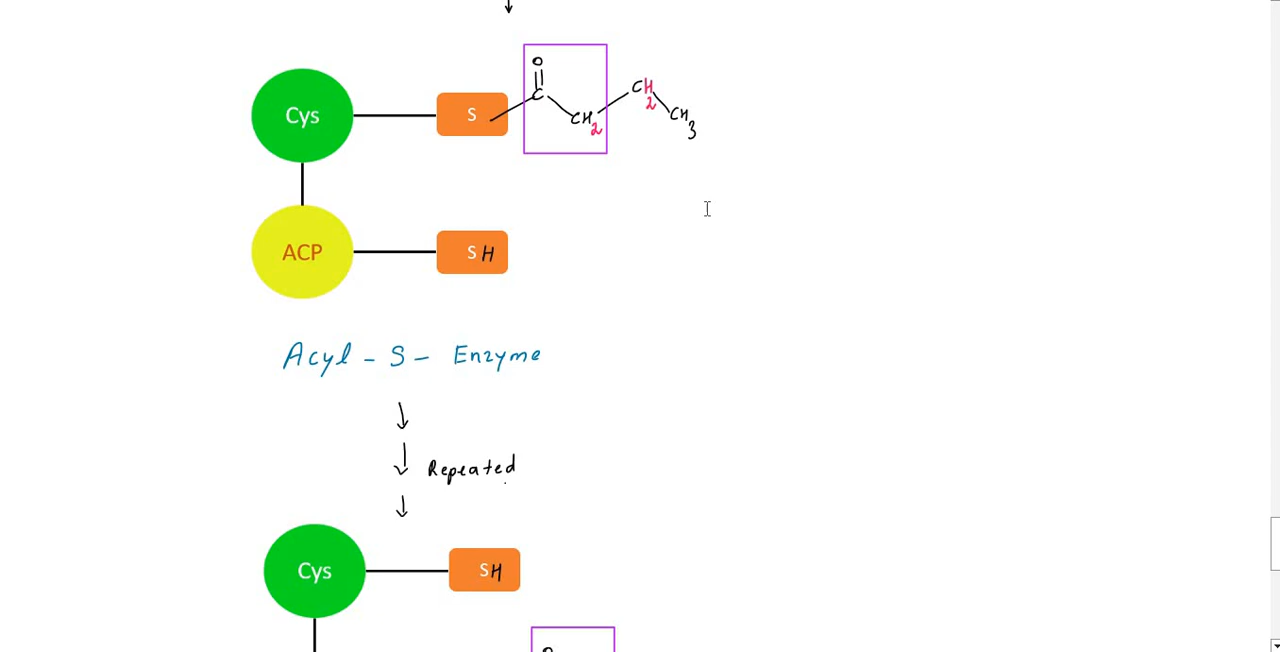 O
Cys S C CH2 CH2 CH3
ACP SH
Acyl - S - Enzyme
Repeated
Cys SH